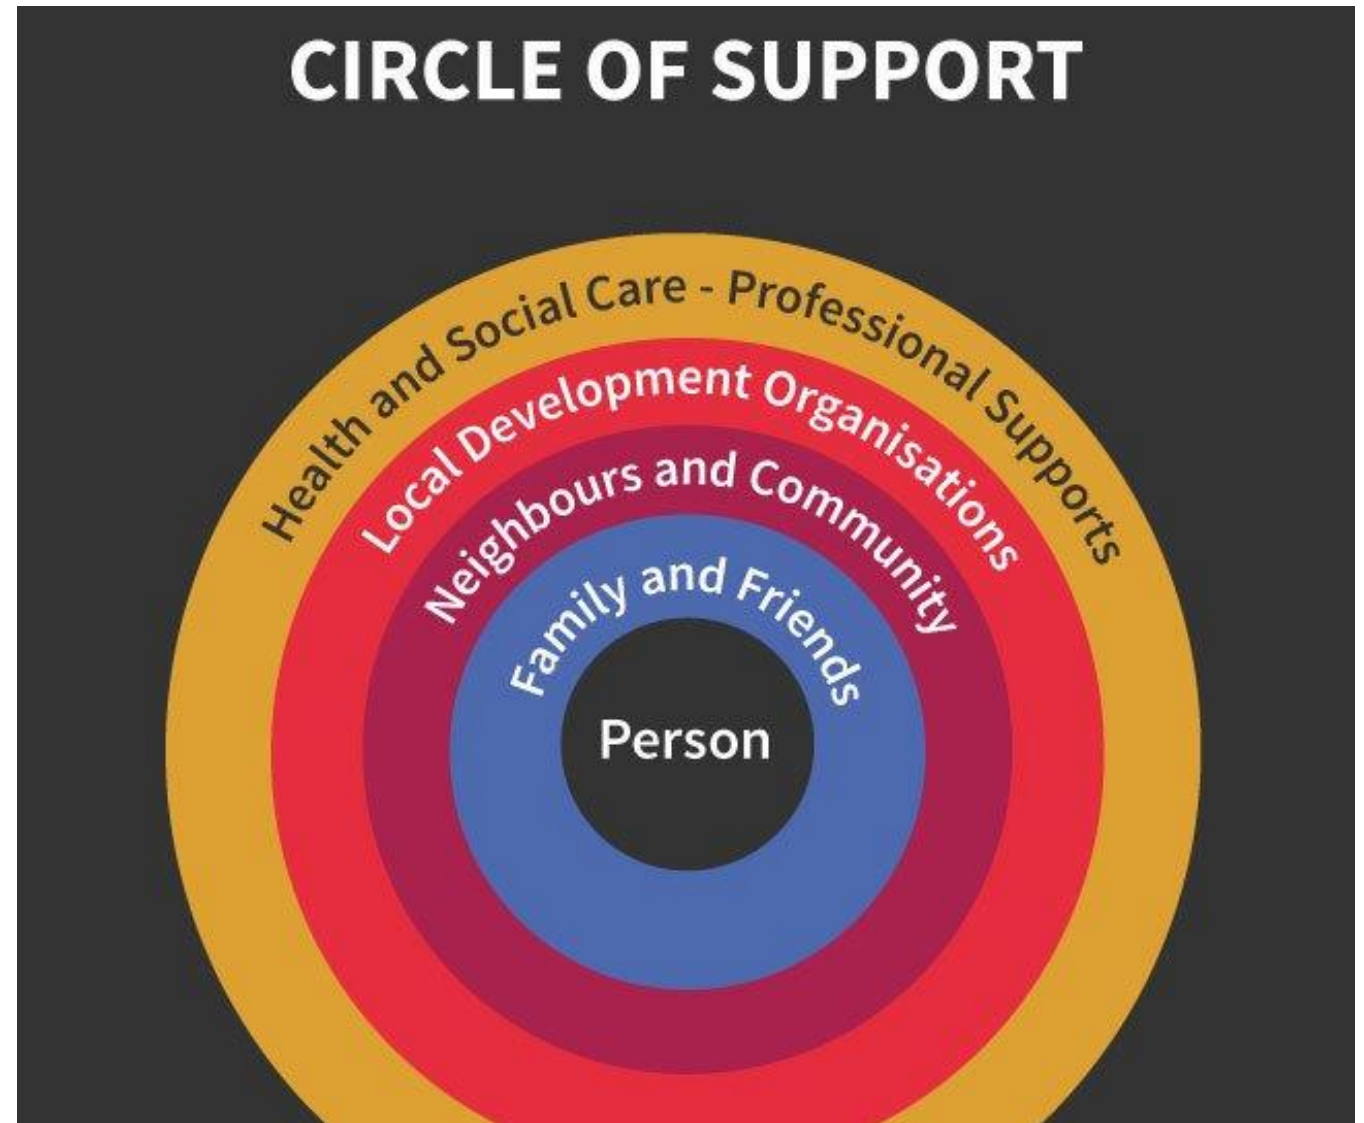 CIRCLE OF SUPPORT
Health and Social Care - Professional Supports
Local Development Organisations
Neighbours and Community
Family and Friends
Person